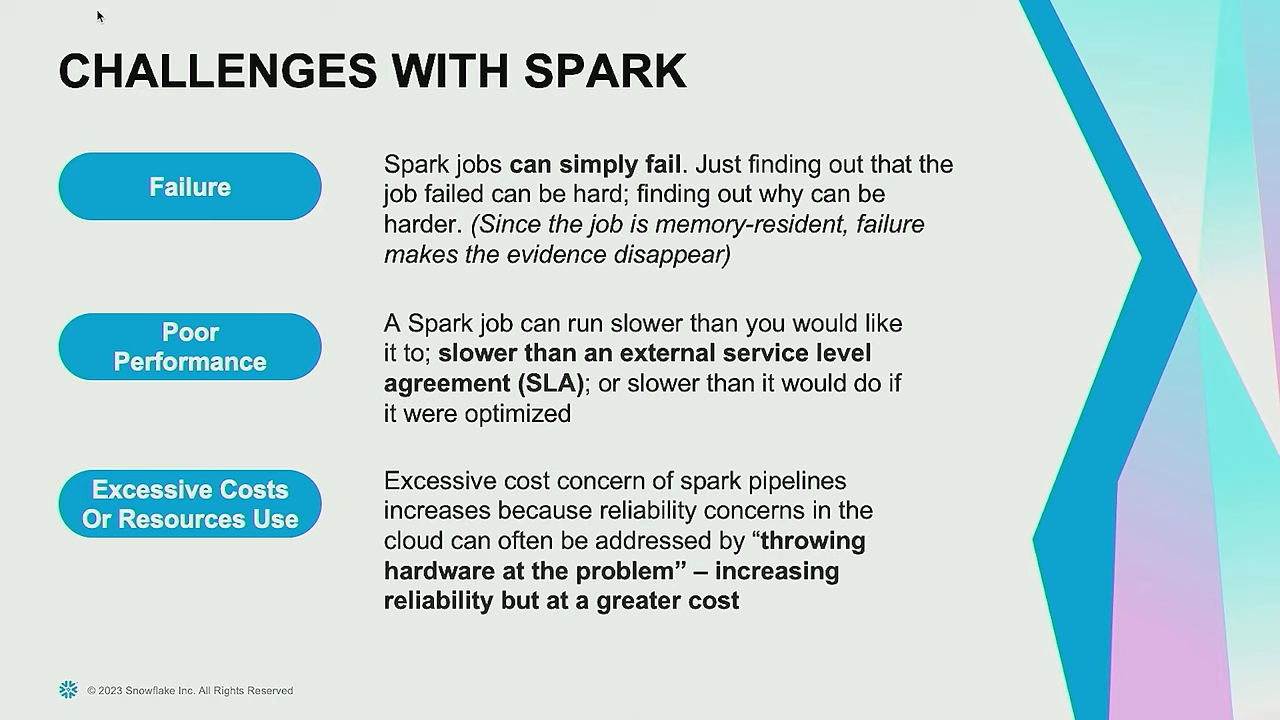 CHALLENGES WITH SPARK
Failure
Spark jobs can simply fail. Just finding out that the
job failed can be hard; finding out why can be
harder. (Since the job is memory-resident, failure
makes the evidence disappear)
Poor
Performance
A Spark job can run slower than you would like
it to; slower than an external service level
agreement (SLA); or slower than it would do if
it were optimized
Excessive Costs
Or Resources Use
Excessive cost concern of spark pipelines
increases because reliability concerns in the
cloud can often be addressed by “throwing
hardware at the problem” – increasing
reliability but at a greater cost
© 2023 Snowflake Inc. All Rights Reserved